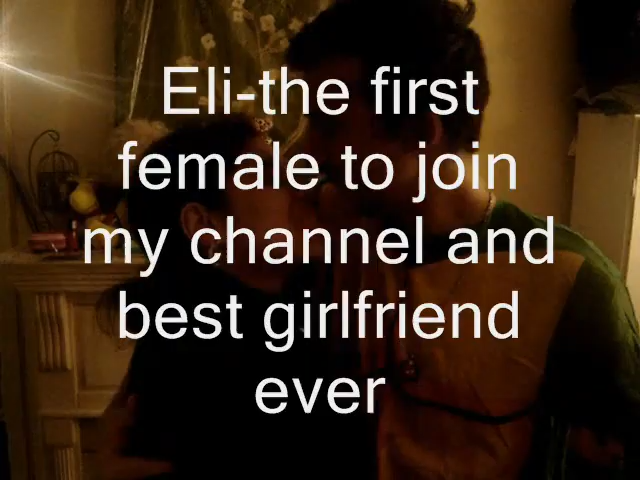 Eli-the first
female to join
my channel and
best girlfriend
ever